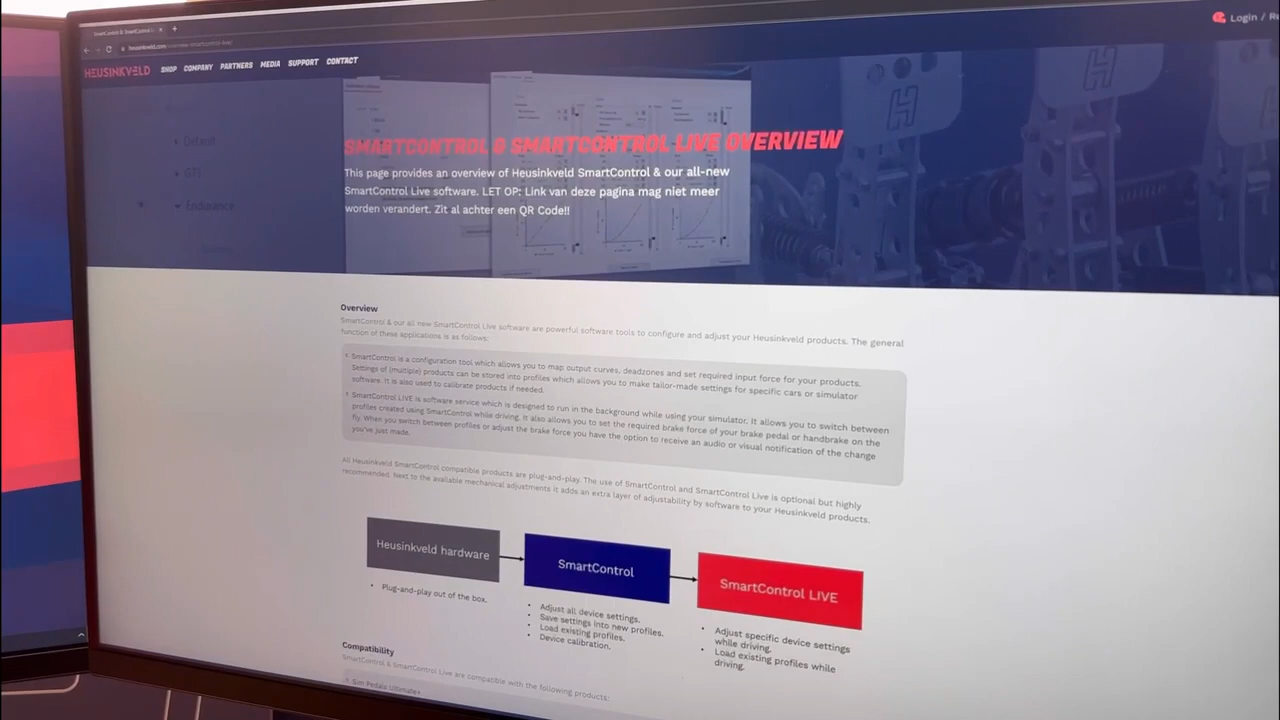 SmartControl & SmartControl L
heusinkveld.com/overview-smartcontrol-live/
Login / R
HEUSINKVELD
SHOP COMPANY PARTNERS MEDIA SUPPORT CONTACT
Default
GT3
Endurance
SMARTCONTROL & SMARTCONTROL LIVE OVERVIEW
This page provides an overview of Heusinkveld SmartControl & our all-new
SmartControl Live software. LET OP: Link van deze pagina mag niet meer
worden verandert. Zit al achter een QR Code!!
Overview
SmartControl & our all new SmartControl Live software are powerful software tools to configure and adjust your Heusinkveld products. The general
function of these applications is as follows:
SmartControl is a configuration tool which allows you to map output curves, deadzones and set required input force for your products.
Settings of (multiple) products can be stored into profiles which allows you to make tailor-made settings for specific cars or simulator
software. It is also used to calibrate products if needed.
SmartControl LIVE is software service which is designed to run in the background while using your simulator. It allows you to switch between
profiles created using SmartControl while driving. It also allows you to set the required brake force of your brake pedal or handbrake on the
fly. When you switch between profiles or adjust the brake force you have the option to receive an audio or visual notification of the change
you've just made.
All Heusinkveld SmartControl compatible products are plug-and-play. The use of SmartControl and SmartControl Live is optional but highly
recommended. Next to the available mechanical adjustments it adds an extra layer of adjustability by software to your Heusinkveld products.
Heusinkveld hardware
SmartControl
SmartControl LIVE
• Plug-and-play out of the box.
• Adjust all device settings.
• Save settings into new profiles.
• Load existing profiles.
• Device calibration.
• Adjust specific device settings
while driving.
• Load existing profiles while
driving.
Compatibility
SmartControl & SmartControl Live are compatible with the following products:
Sim Pedals Ultimate+